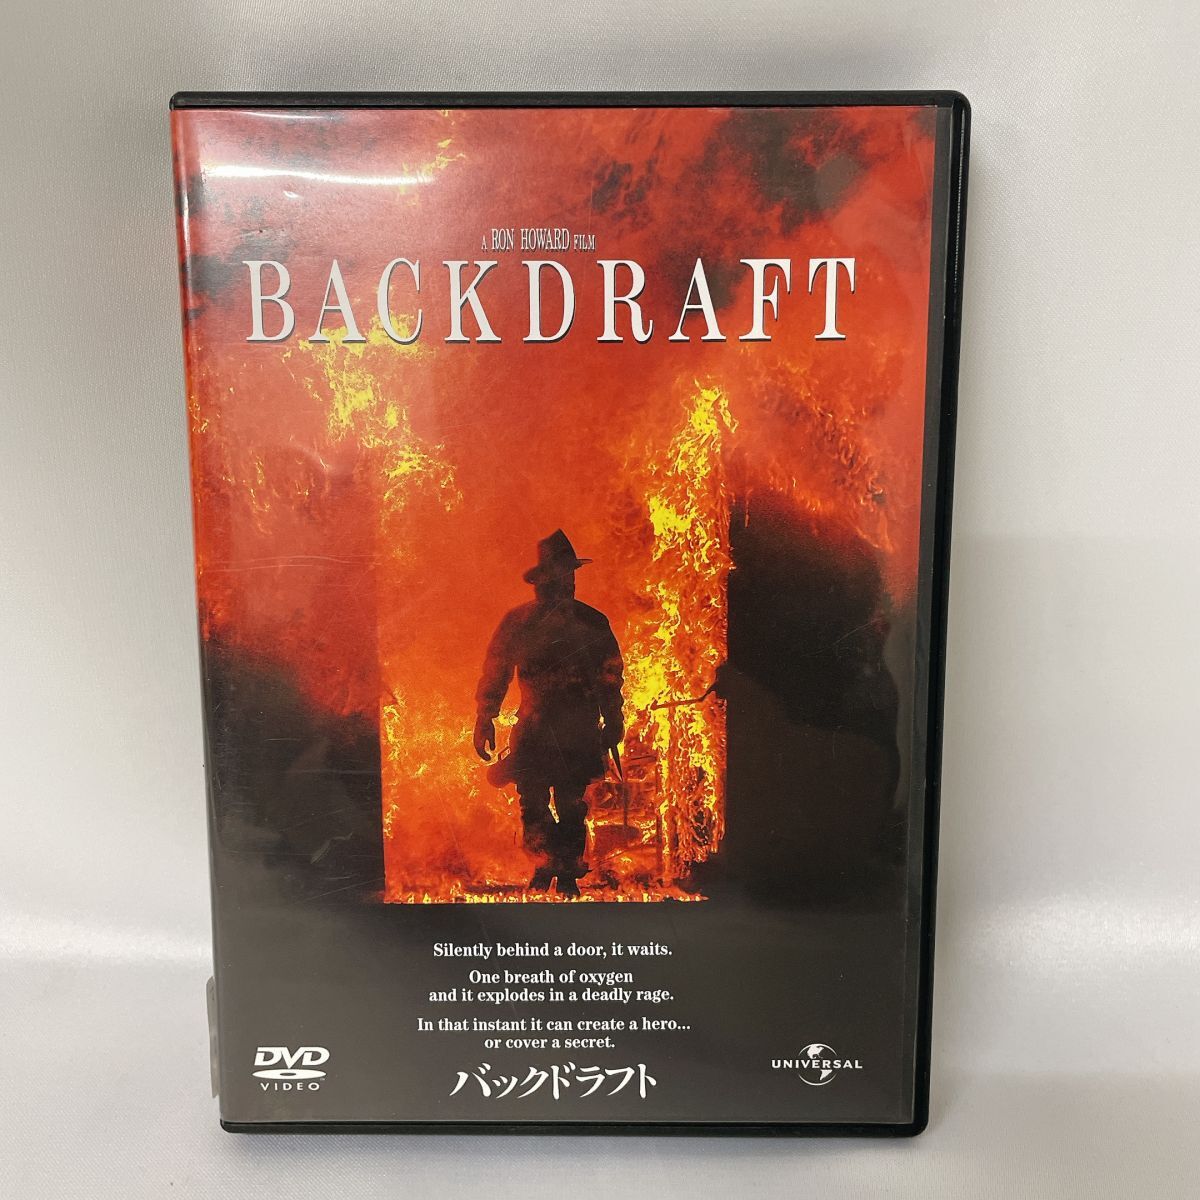 A RON HOWARD FILM
BACKDRAFT
Silently behind a door, it waits.
One breath of oxygen
and it explodes in a deadly rage.
In that instant it can create a hero...
or cover a secret.
DVD
VIDEO
バックドラフト
UNIVERSAL